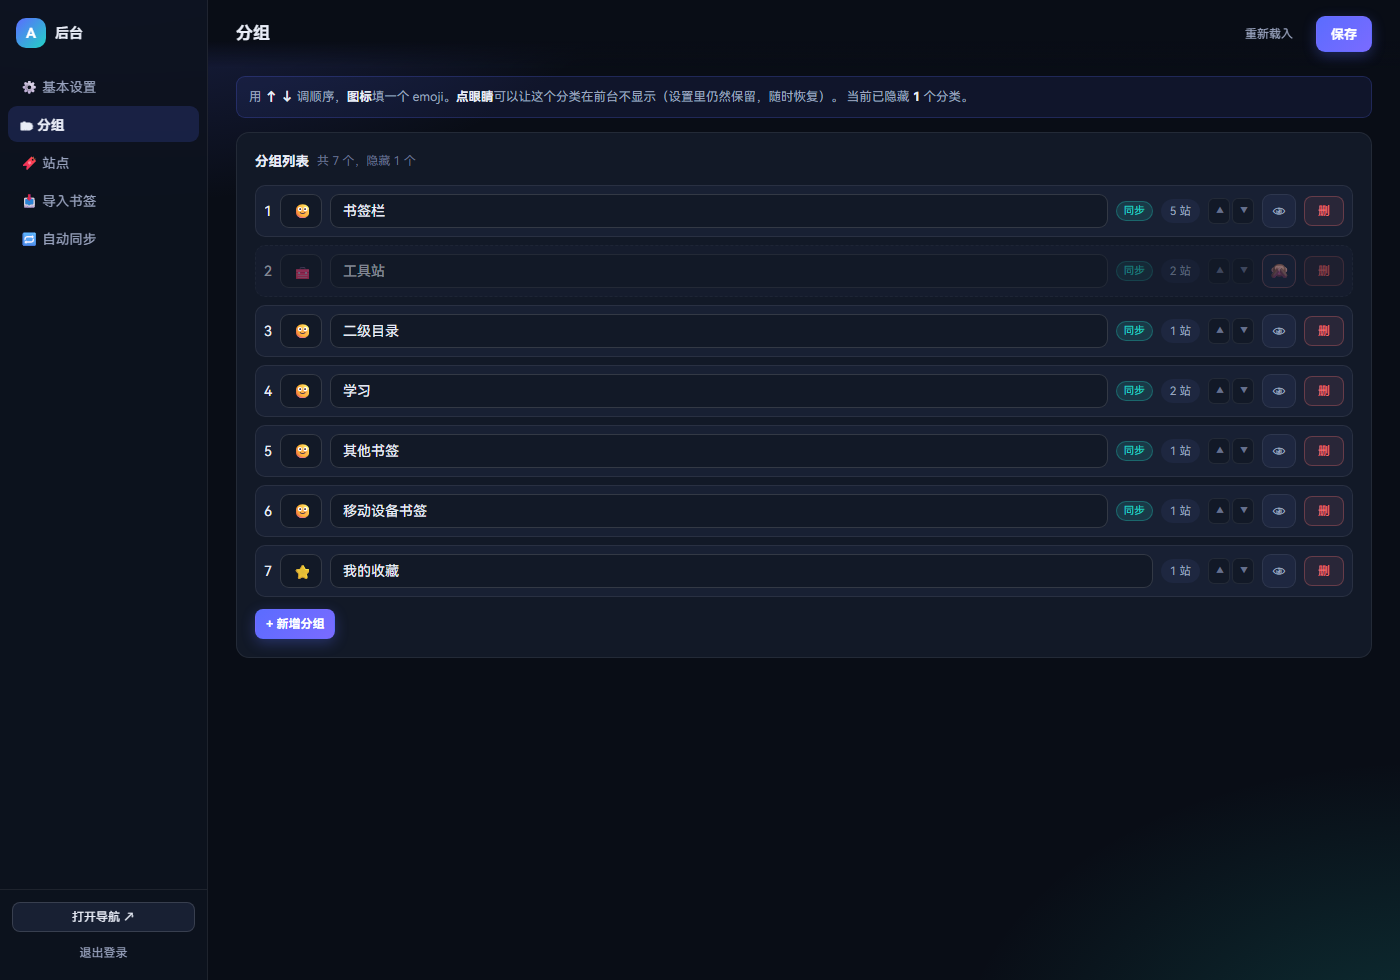 A 后台
基本设置
分组
站点
导入书签
自动同步
打开导航 ↗
退出登录
分组
重新载入
保存
用 ↑ ↓ 调顺序，图标填一个 emoji。点眼睛可以让这个分类在前台不显示（设置里仍然保留，随时恢复）。 当前已隐藏 1 个分类。
分组列表 共 7 个，隐藏 1 个
1 书签栏 同步 5 站 ▲ ▼ 删
2 工具站 同步 2 站 ▲ ▼ 删
3 二级目录 同步 1 站 ▲ ▼ 删
4 学习 同步 2 站 ▲ ▼ 删
5 其他书签 同步 1 站 ▲ ▼ 删
6 移动设备书签 同步 1 站 ▲ ▼ 删
7 我的收藏 1 站 ▲ ▼ 删
+ 新增分组